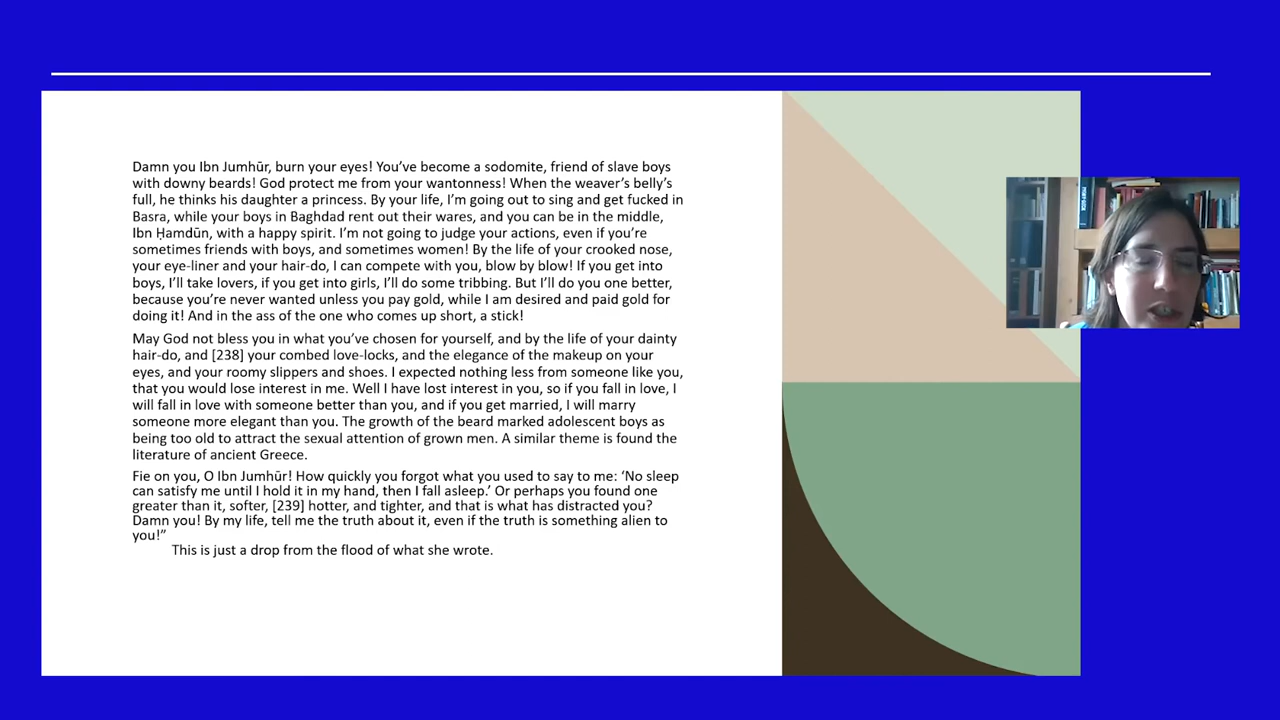 Damn you Ibn Jumhūr, burn your eyes! You’ve become a sodomite, friend of slave boys
with downy beards! God protect me from your wantonness! When the weaver’s belly’s
full, he thinks his daughter a princess. By your life, I’m going out to sing and get fucked in
Basra, while your boys in Baghdad rent out their wares, and you can be in the middle,
Ibn Ḥamdūn, with a happy spirit. I’m not going to judge your actions, even if you’re
sometimes friends with boys, and sometimes women! By the life of your crooked nose,
your eye-liner and your hair-do, I can compete with you, blow by blow! If you get into
boys, I’ll take lovers, if you get into girls, I’ll do some tribbing. But I’ll do you one better,
because you’re never wanted unless you pay gold, while I am desired and paid gold for
doing it! And in the ass of the one who comes up short, a stick!
May God not bless you in what you’ve chosen for yourself, and by the life of your dainty
hair-do, and [238] your combed love-locks, and the elegance of the makeup on your
eyes, and your roomy slippers and shoes. I expected nothing less from someone like you,
that you would lose interest in me. Well I have lost interest in you, so if you fall in love, I
will fall in love with someone better than you, and if you get married, I will marry
someone more elegant than you. The growth of the beard marked adolescent boys as
being too old to attract the sexual attention of grown men. A similar theme is found the
literature of ancient Greece.
Fie on you, O Ibn Jumhūr! How quickly you forgot what you used to say to me: ‘No sleep
can satisfy me until I hold it in my hand, then I fall asleep.’ Or perhaps you found one
greater than it, softer, [239] hotter, and tighter, and that is what has distracted you?
Damn you! By my life, tell me the truth about it, even if the truth is something alien to
you!”
This is just a drop from the flood of what she wrote.